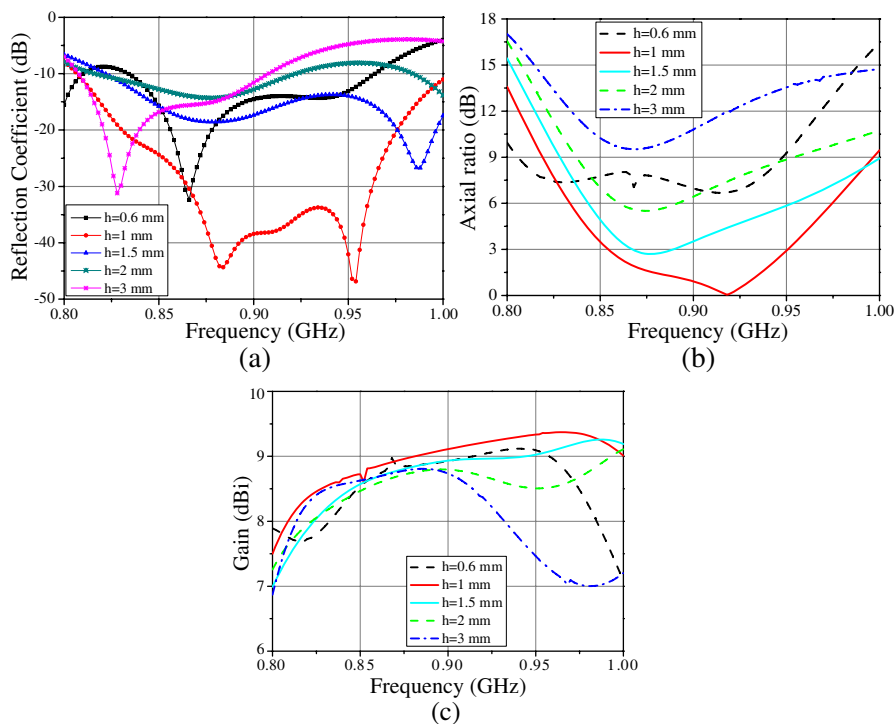 0
-10
-20
-30
-40
-50
Reflection Coefficient (dB)
h=0.6 mm
h=1 mm
h=1.5 mm
h=2 mm
h=3 mm
0.80 0.85 0.90 0.95 1.00
Frequency (GHz)
(a)
18
15
12
9
6
3
0
Axial ratio (dB)
h=0.6 mm
h=1 mm
h=1.5 mm
h=2 mm
h=3 mm
0.80 0.85 0.90 0.95 1.00
Frequency (GHz)
(b)
10
9
8
7
6
Gain (dBi)
h=0.6 mm
h=1 mm
h=1.5 mm
h=2 mm
h=3 mm
0.80 0.85 0.90 0.95 1.00
Frequency (GHz)
(c)